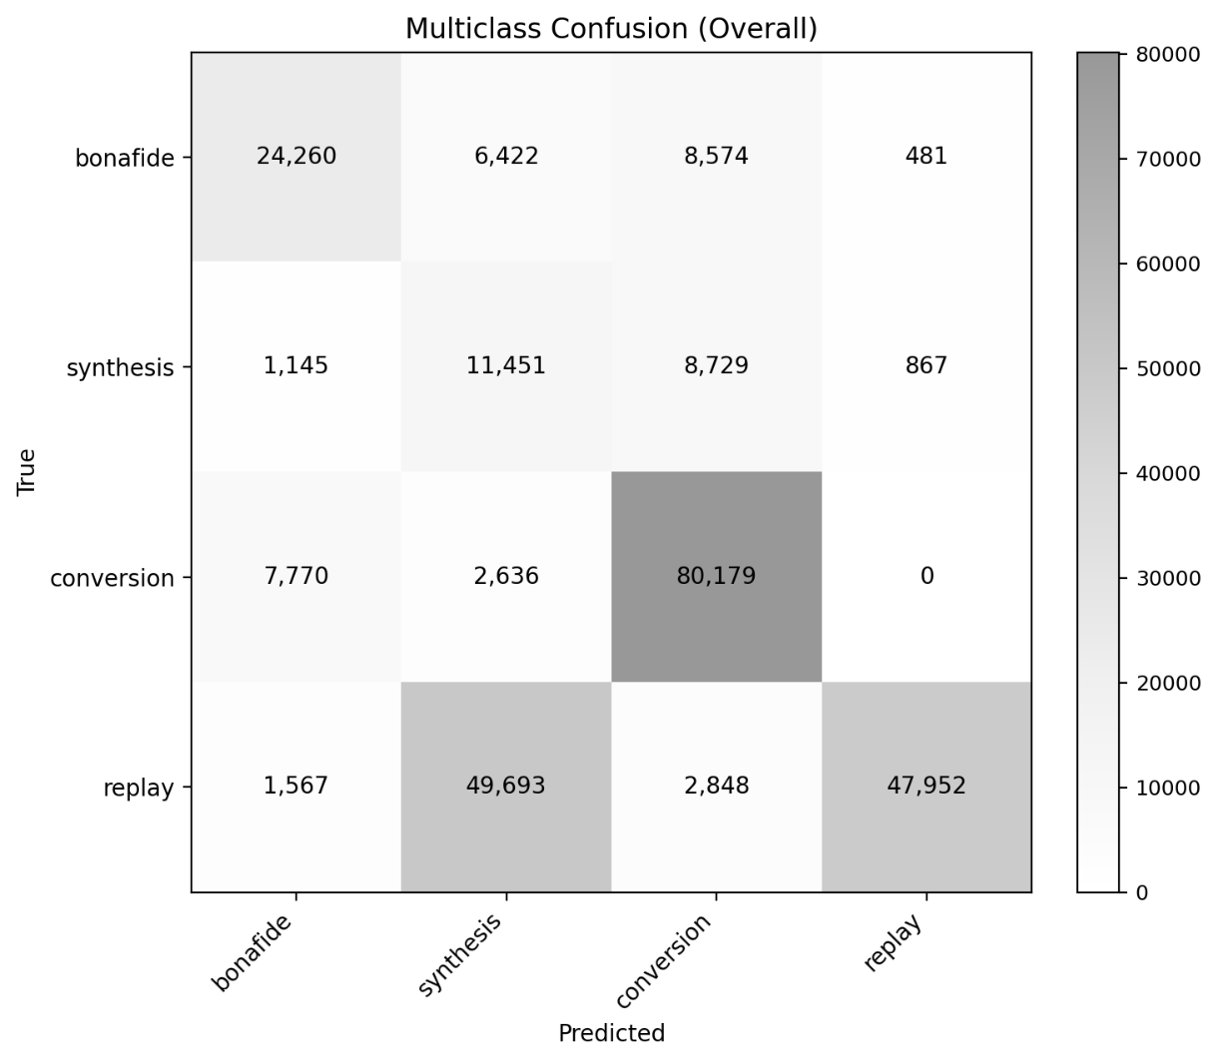 Multiclass Confusion (Overall)
80000
bonafide 24,260 6,422 8,574 481
70000
60000
synthesis 1,145 11,451 8,729 867
50000
True
40000
conversion 7,770 2,636 80,179 0
30000
20000
replay 1,567 49,693 2,848 47,952
10000
0
bonafide synthesis conversion replay
Predicted